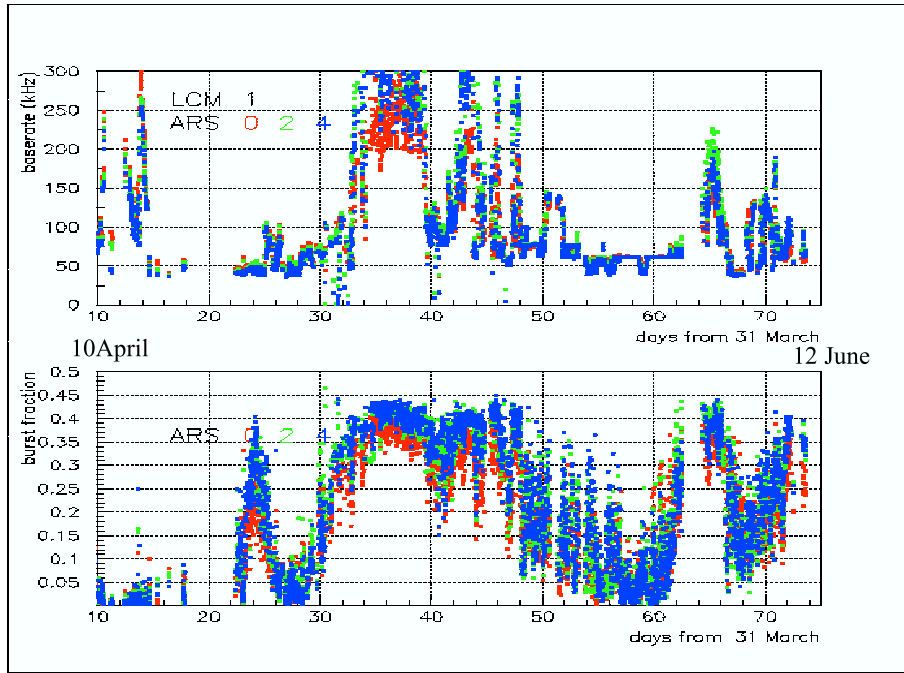 baserate (kHz)
300
250
200
150
100
50
0
LCM 1
ARS 0 2 4
10 20 30 40 50 60 70
days from 31 March
10April
12 June
burst fraction
0.5
0.45
0.4
0.35
0.3
0.25
0.2
0.15
0.1
0.05
ARS 0 2 4
10 20 30 40 50 60 70
days from 31 March